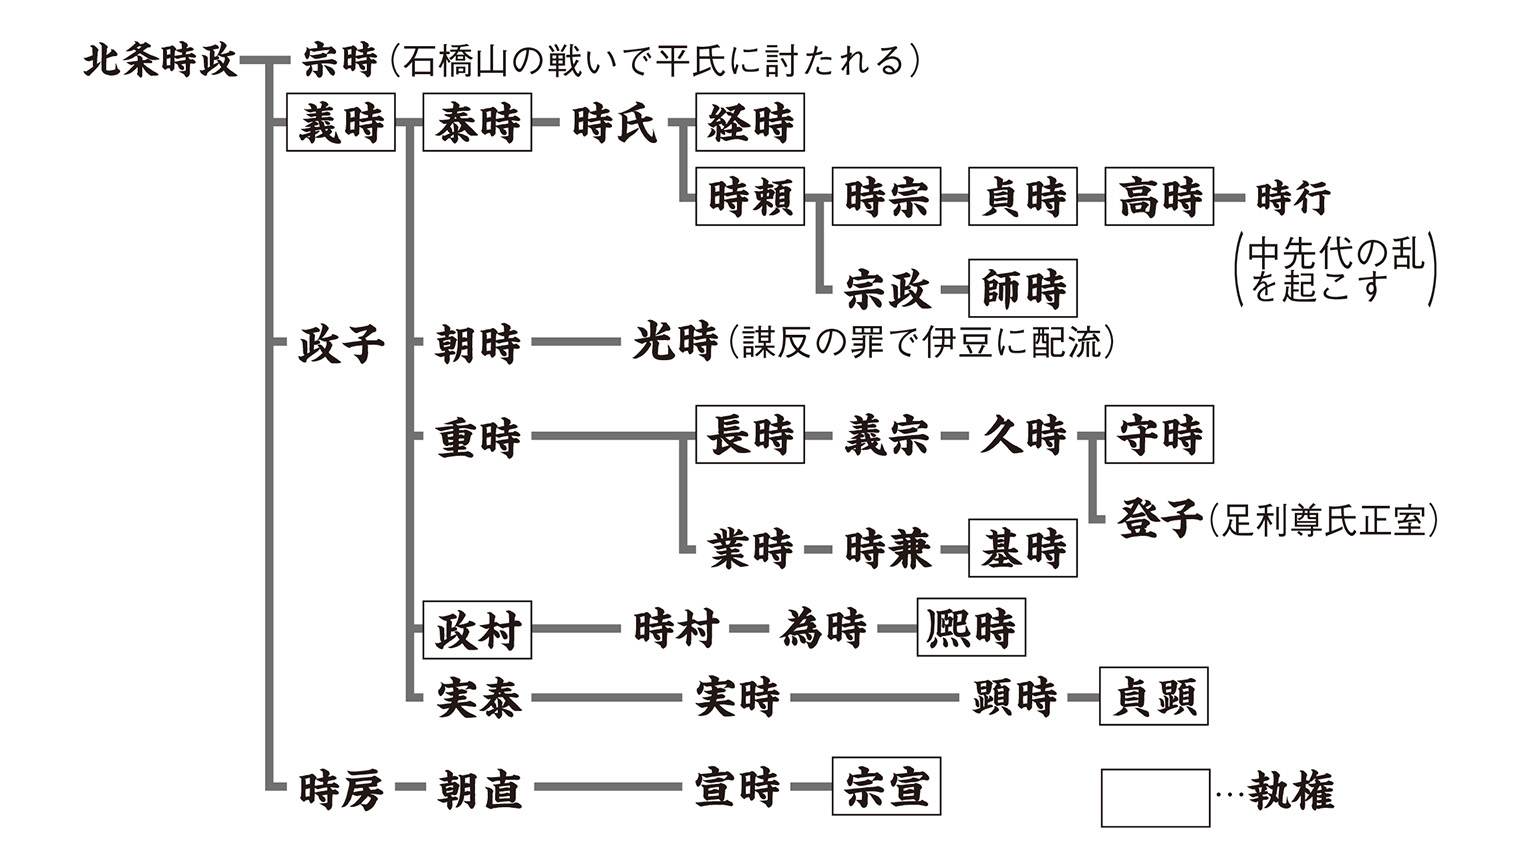 北条時政 宗時（石橋山の戦いで平氏に討たれる）
義時 泰時 時氏 経時
時頼 時宗 貞時 高時 時行
（中先代の乱
を起こす）
宗政 師時
政子 朝時 光時（謀反の罪で伊豆に配流）
重時 長時 義宗 久時 守時
登子（足利尊氏正室）
業時 時兼 基時
政村 時村 為時 熈時
実泰 実時 顕時 貞顕
時房 朝直 宣時 宗宣
…執権